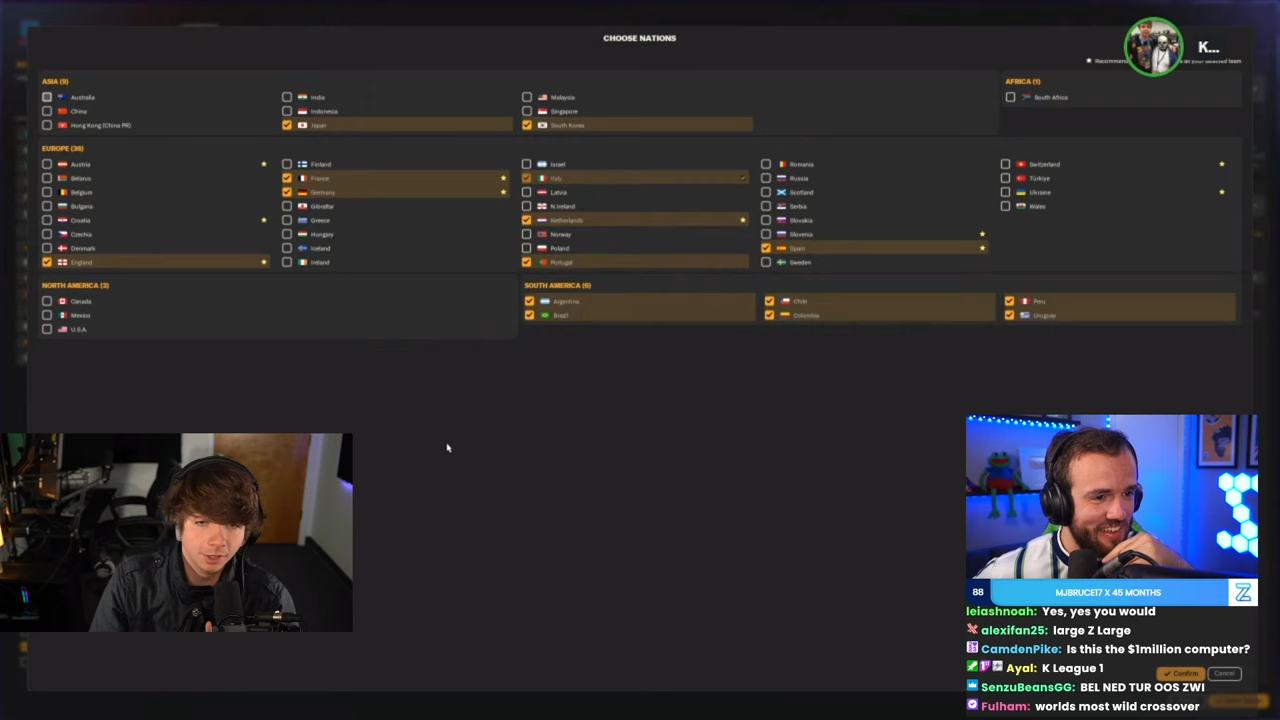 CHOOSE NATIONS
K...
ASIA (9)
Australia
India
Malaysia
China
Indonesia
Singapore
Hong Kong (China PR)
Japan
South Korea
AFRICA (1)
South Africa
EUROPE (36)
Austria
Finland
Israel
Romania
Switzerland
Belarus
France
Italy
Russia
Türkiye
Belgium
Germany
Latvia
Scotland
Ukraine
Bulgaria
Gibraltar
N.Ireland
Serbia
Wales
Croatia
Greece
Netherlands
Slovakia
Czechia
Hungary
Norway
Slovenia
Denmark
Iceland
Poland
Spain
England
Ireland
Portugal
Sweden
NORTH AMERICA (3)
Canada
Mexico
U.S.A.
SOUTH AMERICA (6)
Argentina
Chile
Peru
Brazil
Colombia
Uruguay
88 MJBRUCE17 X 45 MONTHS Z
leiashnoah: Yes, yes you would
alexifan25: large Z Large
CamdenPike: Is this the $1million computer?
Ayal: K League 1
SenzuBeansGG: BEL NED TUR OOS ZWI
Fulham: worlds most wild crossover
Confirm
Cancel